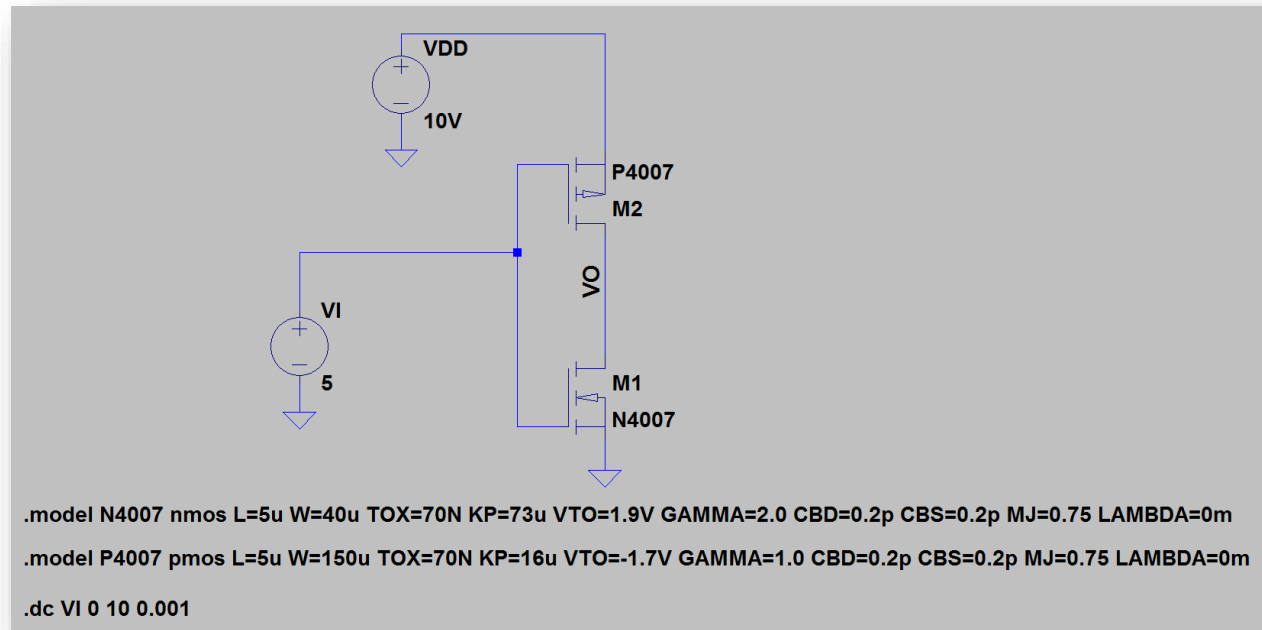 VDD
10V
P4007
M2
VO
VI
5
M1
N4007
.model N4007 nmos L=5u W=40u TOX=70N KP=73u VTO=1.9V GAMMA=2.0 CBD=0.2p CBS=0.2p MJ=0.75 LAMBDA=0m
.model P4007 pmos L=5u W=150u TOX=70N KP=16u VTO=-1.7V GAMMA=1.0 CBD=0.2p CBS=0.2p MJ=0.75 LAMBDA=0m
.dc VI 0 10 0.001